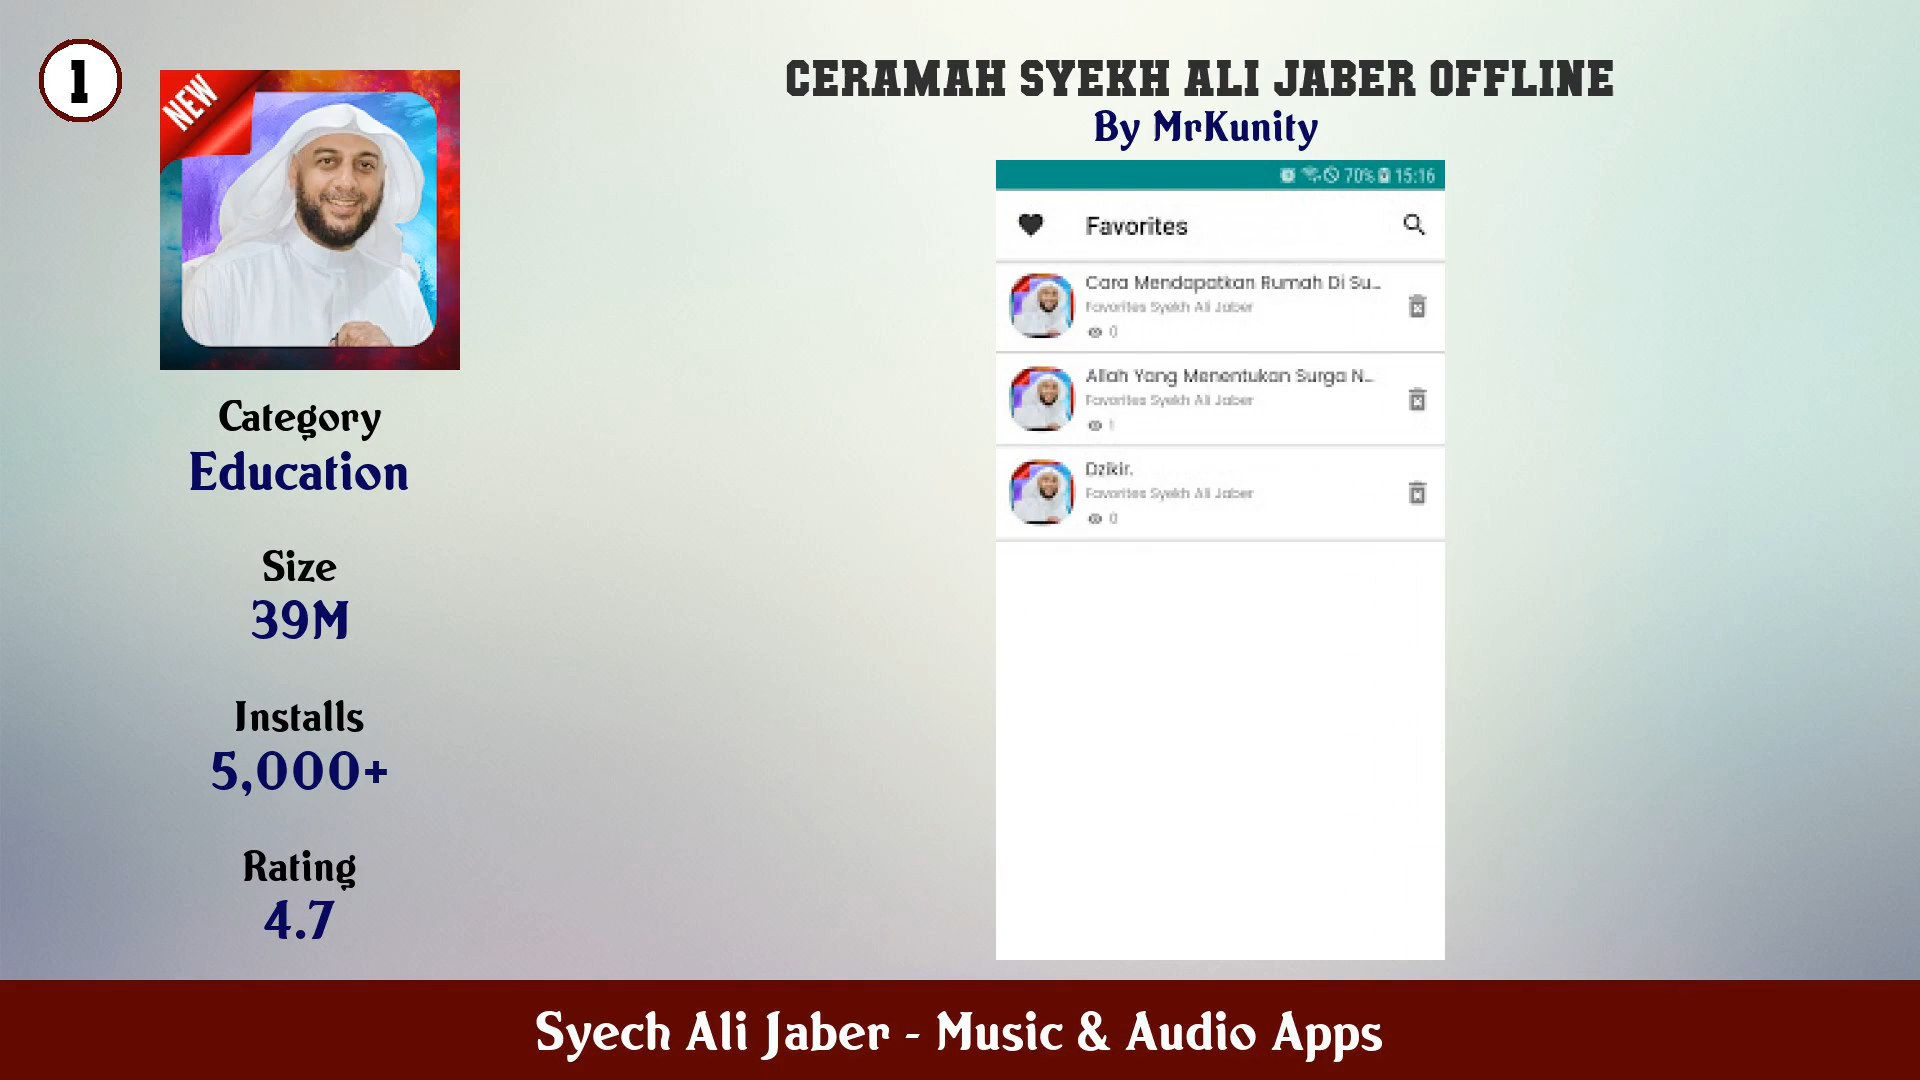 1
NEW
CERAMAH SYEKH ALI JABER OFFLINE
By MrKunity
Category
Education
Size
39M
Installs
5,000+
Rating
4.7
70% 15:16
Favorites
Cara Mendapatkan Rumah Di Su...
Favorites Syekh Ali Jaber
0
Allah Yang Menentukan Surga N...
Favorites Syekh Ali Jaber
1
Dzikir.
Favorites Syekh Ali Jaber
0
Syech Ali Jaber - Music & Audio Apps